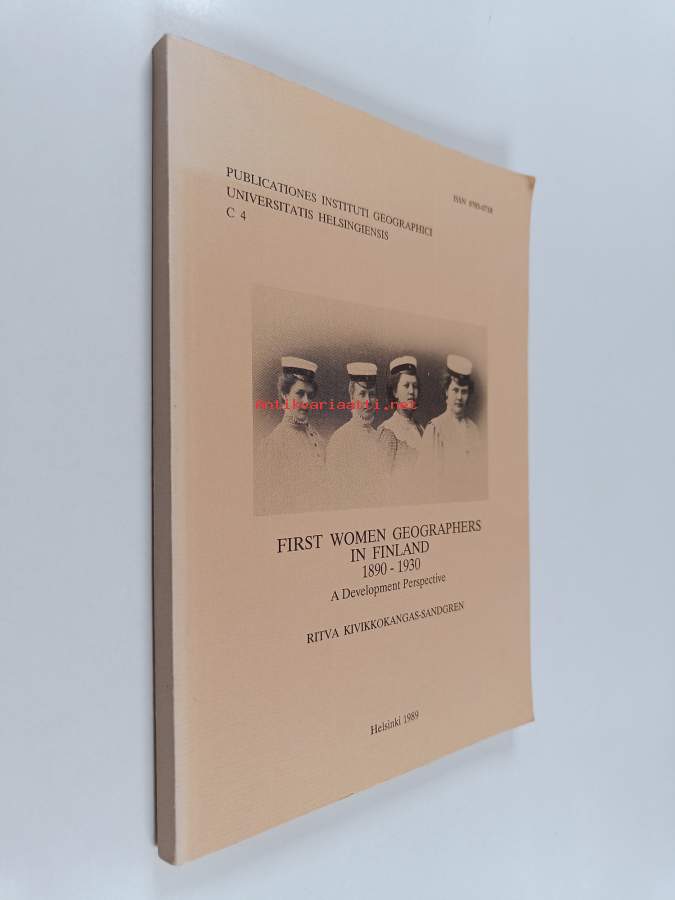 PUBLICATIONES INSTITUTI GEOGRAPHICI
UNIVERSITATIS HELSINGIENSIS
C 4
ISSN
Antikvariaatti.net
FIRST WOMEN GEOGRAPHERS
IN FINLAND
1890 - 1930
A Development Perspective
RITVA KIVIKKOKANGAS-SANDGREN
Helsinki 1989